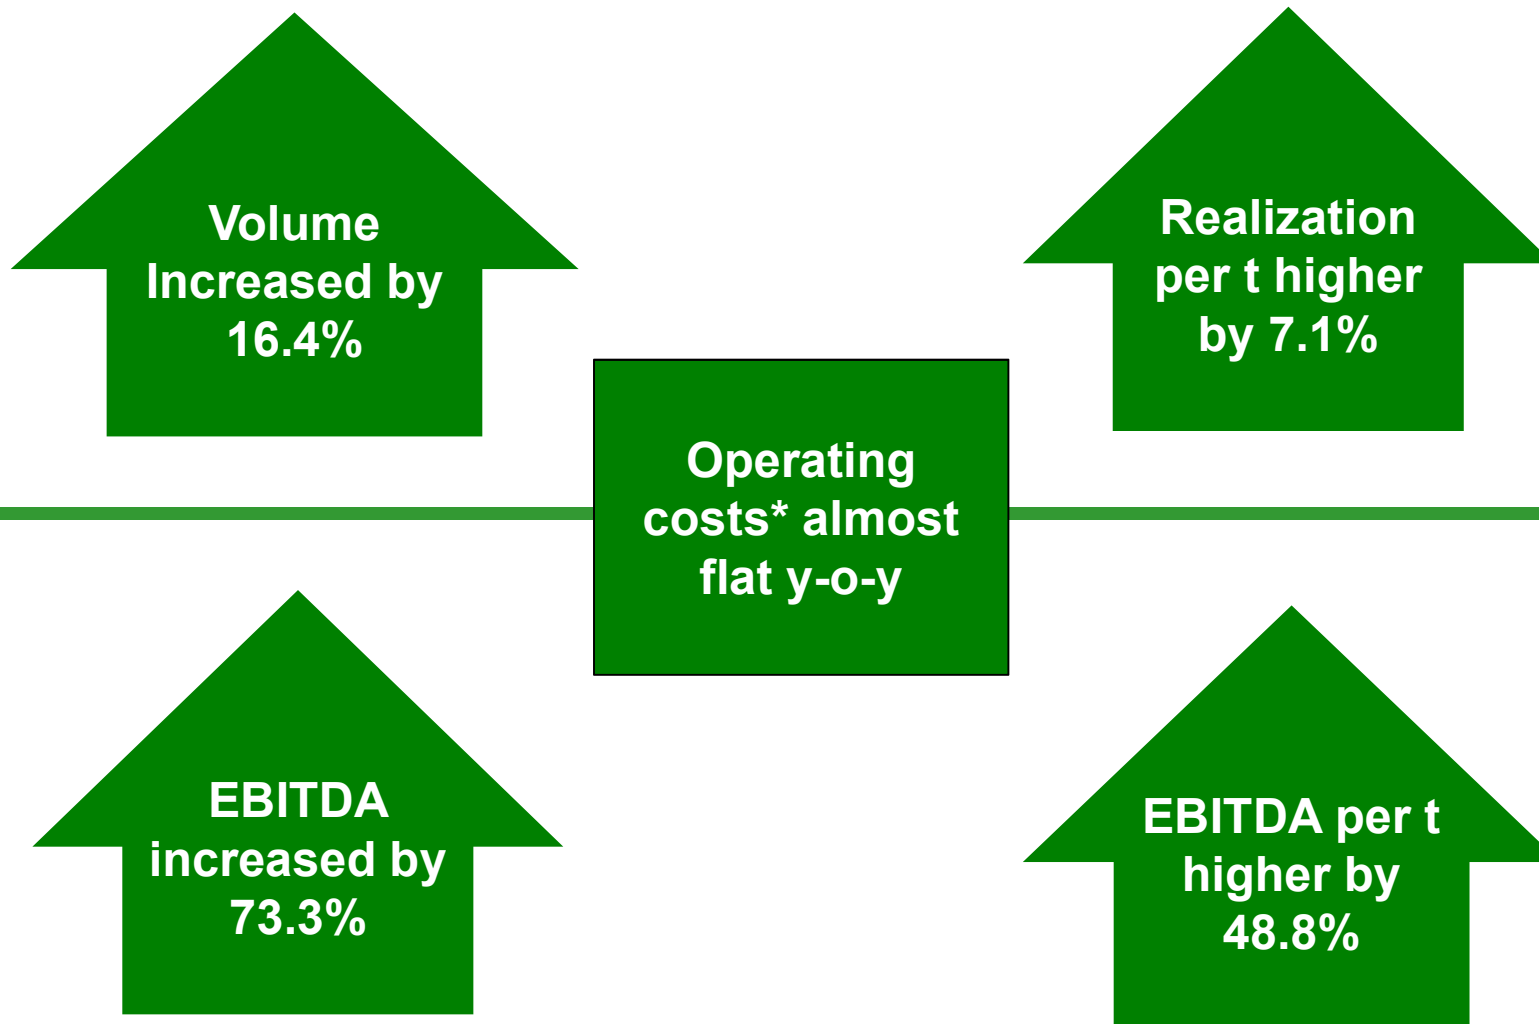 Volume
Increased by
16.4%
Realization
per t higher
by 7.1%
Operating
costs* almost
flat y-o-y
EBITDA
increased by
73.3%
EBITDA per t
higher by
48.8%